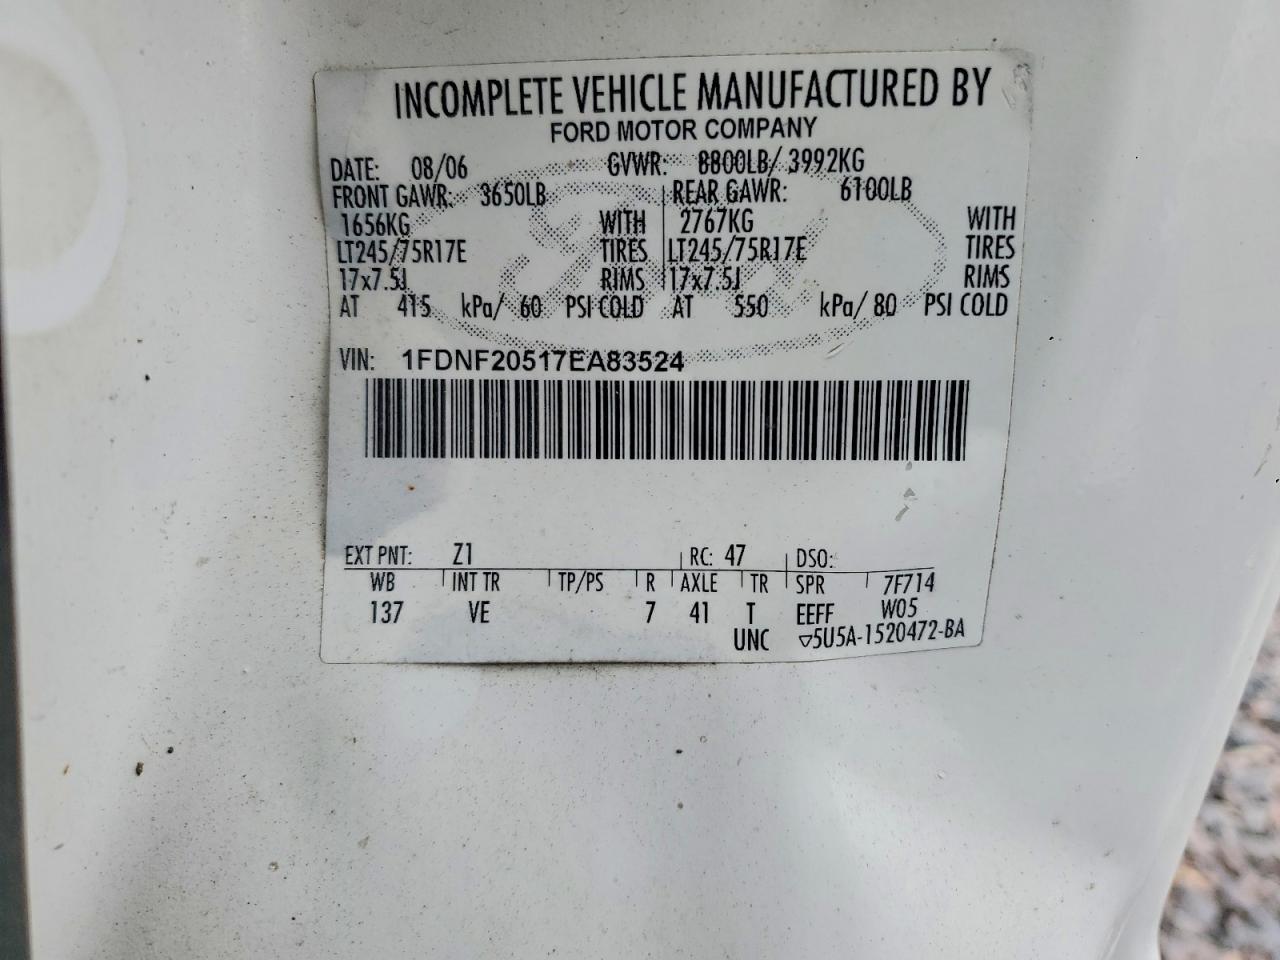 INCOMPLETE VEHICLE MANUFACTURED BY
FORD MOTOR COMPANY
DATE: 08/06 GVWR: 8800LB/ 3992KG
FRONT GAWR: 3650LB REAR GAWR: 6100LB
1656KG WITH 2767KG WITH
LT245/75R17E TIRES LT245/75R17E TIRES
17x7.5J RIMS 17x7.5J RIMS
AT 415 kPa/ 60 PSI COLD AT 550 kPa/ 80 PSI COLD
VIN: 1FDNF20517EA83524
EXT PNT: Z1 RC: 47 DSO:
WB INT TR TP/PS R AXLE TR SPR 7F714
137 VE 7 41 T EEFF W05
UNC ▽5U5A-1520472-BA